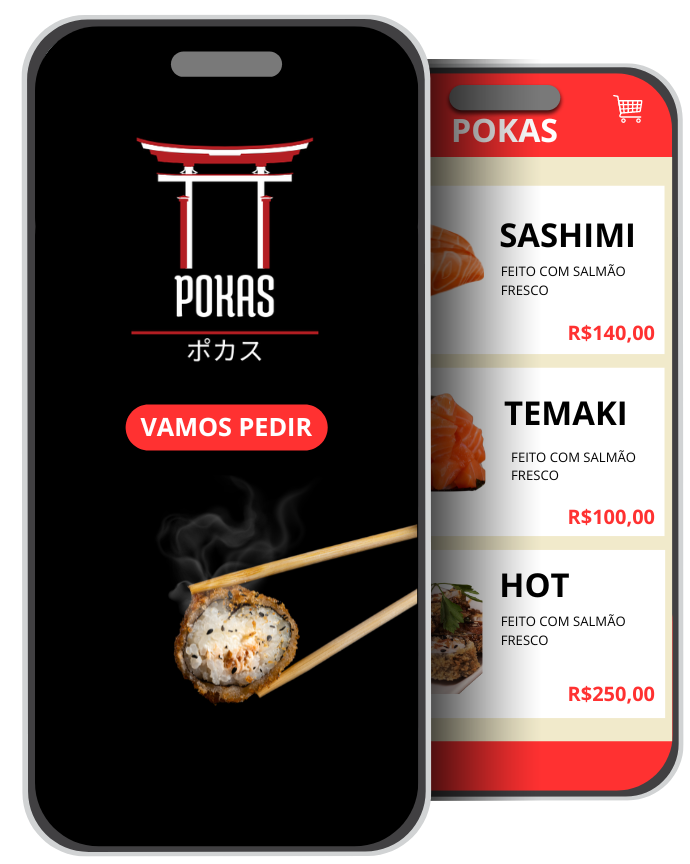 POKAS
ポカス
VAMOS PEDIR
POKAS
SASHIMI
FEITO COM SALMÃO
FRESCO
R$140,00
TEMAKI
FEITO COM SALMÃO
FRESCO
R$100,00
HOT
FEITO COM SALMÃO
FRESCO
R$250,00